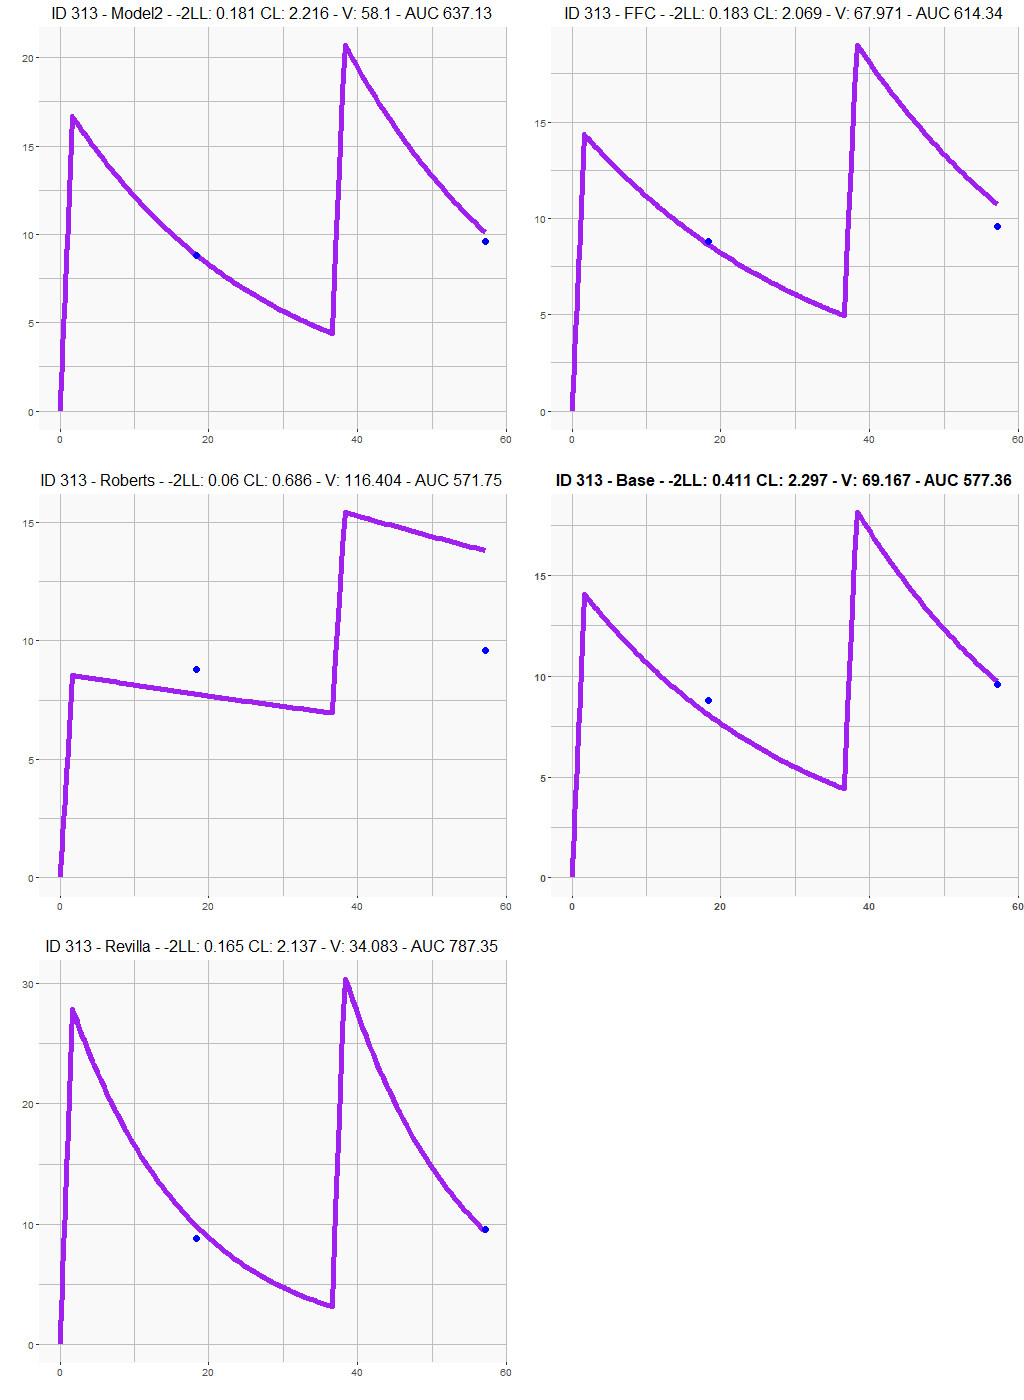 ID 313 - Model2 - -2LL: 0.181 CL: 2.216 - V: 58.1 - AUC 637.13
20
15
10
5
0
0 20 40 60
ID 313 - FFC - -2LL: 0.183 CL: 2.069 - V: 67.971 - AUC 614.34
15
10
5
0
0 20 40 60
ID 313 - Roberts - -2LL: 0.06 CL: 0.686 - V: 116.404 - AUC 571.75
15
10
5
0
0 20 40 60
ID 313 - Base - -2LL: 0.411 CL: 2.297 - V: 69.167 - AUC 577.36
15
10
5
0
0 20 40 60
ID 313 - Revilla - -2LL: 0.165 CL: 2.137 - V: 34.083 - AUC 787.35
30
20
10
0
0 20 40 60